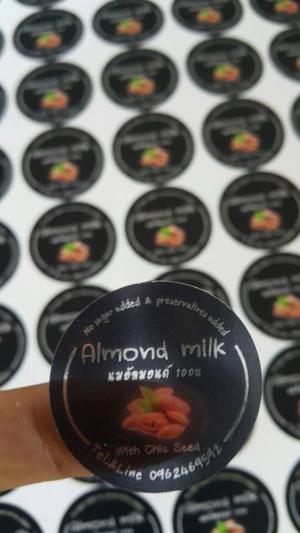 No sugar added & preservatives added
Almond milk
นมอัลมอนด์ 100%
With Chia Seed
Tel.&Line 0962469592